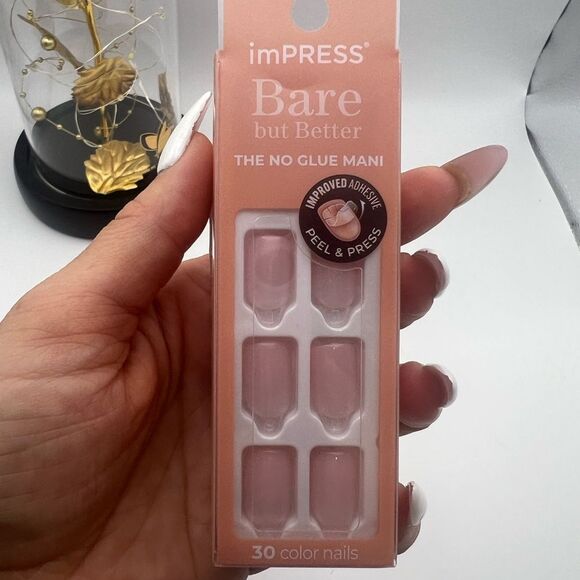 imPRESS®
Bare
but Better
THE NO GLUE MANI
IMPROVED ADHESIVE
PEEL & PRESS
30 color nails